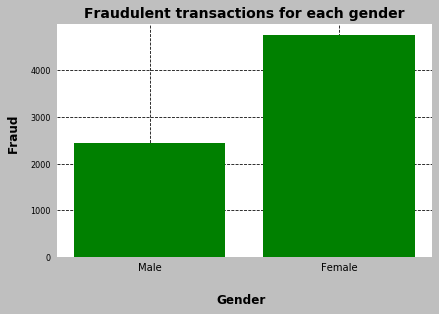 Fraudulent transactions for each gender
Fraud
4000
3000
2000
1000
0
Male Female
Gender